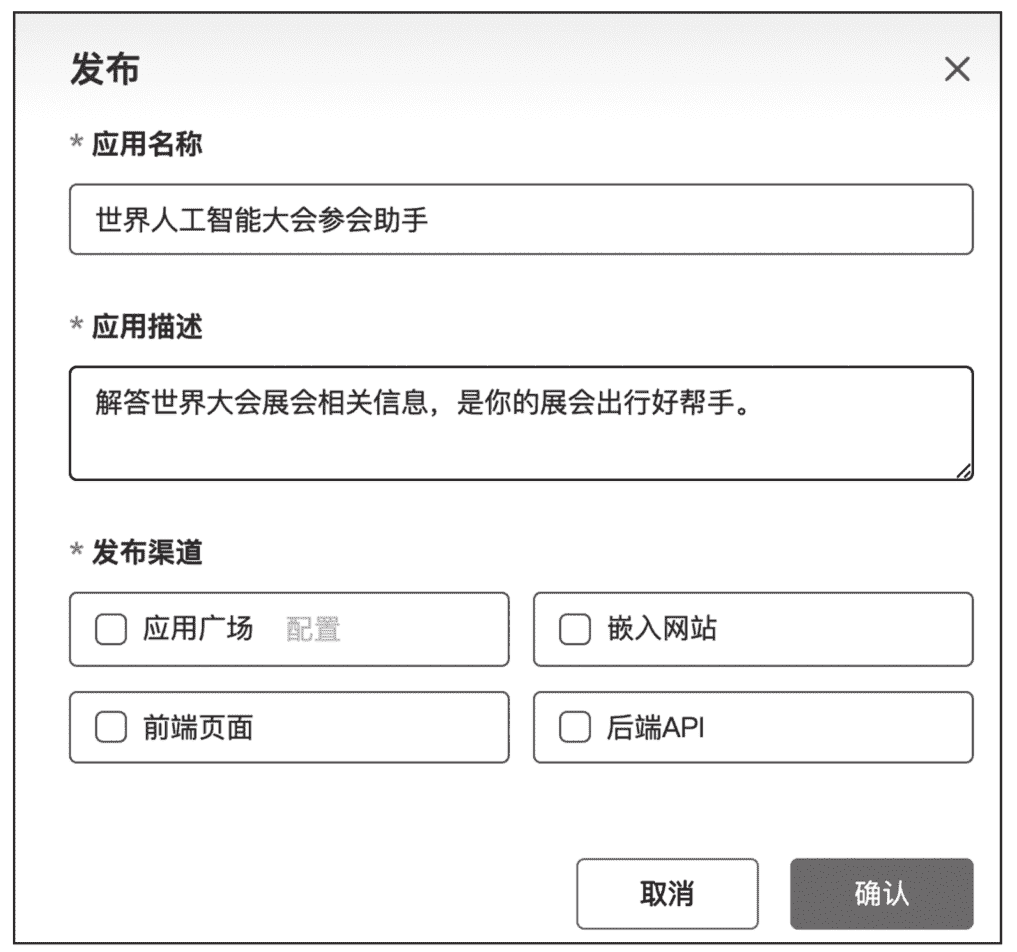 发布
* 应用名称
世界人工智能大会参会助手
* 应用描述
解答世界大会展会相关信息，是你的展会出行好帮手。
* 发布渠道
应用广场 配置
嵌入网站
前端页面
后端API
取消
确认